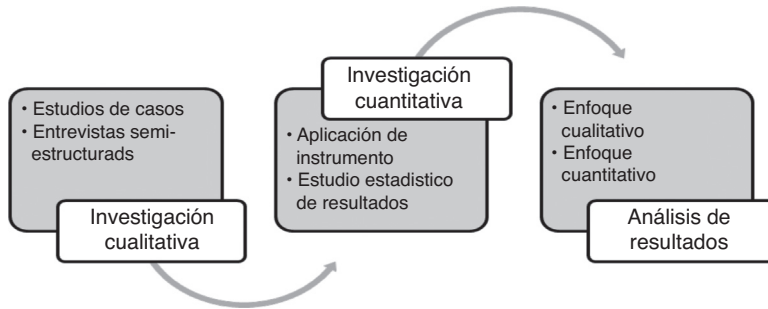 • Estudios de casos
• Entrevistas semi-
estructurads
Investigación
cualitativa
Investigación
cuantitativa
• Aplicación de
instrumento
• Estudio estadistico
de resultados
• Enfoque
cualitativo
• Enfoque
cuantitativo
Análisis de
resultados